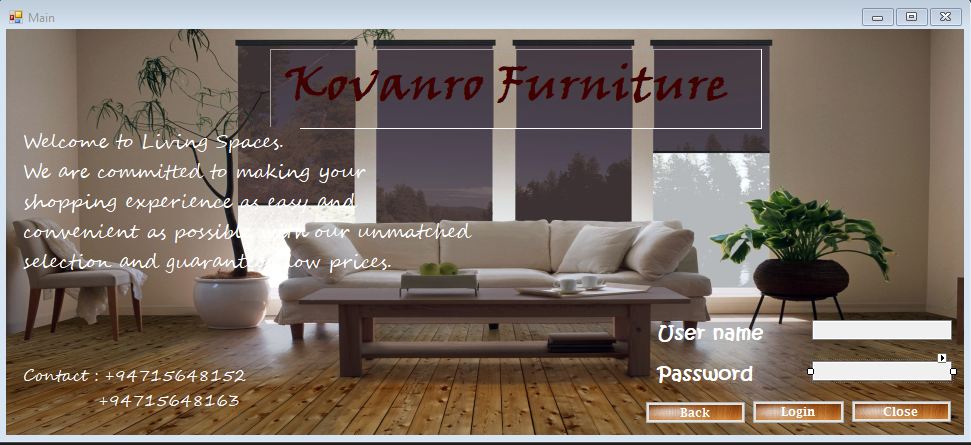 Main
Kovanro Furniture
Welcome to Living Spaces.
We are committed to making your
shopping experience as easy and
convenient as possible with our unmatched
selection and guaranteed low prices.
User name
Password
Contact : +94715648152
+94715648163
Back
Login
Close